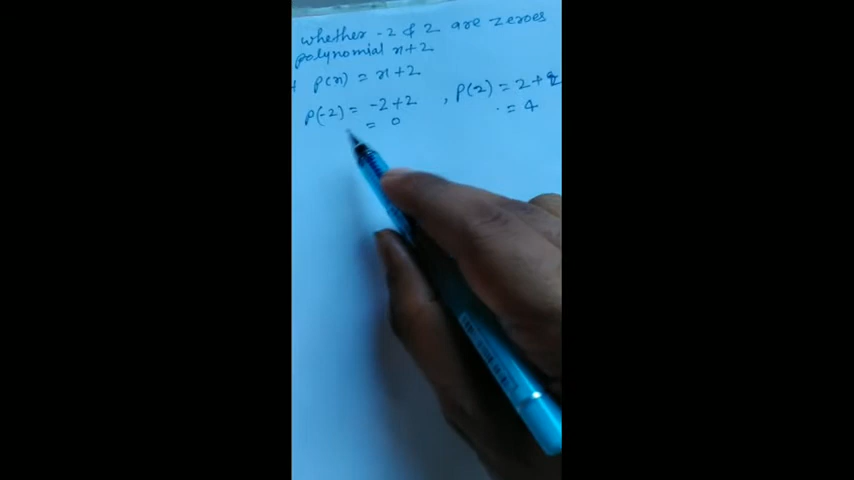 whether -2 & 2 are zeroes
polynomial x+2
p(x) = x+2
p(-2) = -2+2 , p(2) = 2+2
= 0 = 4